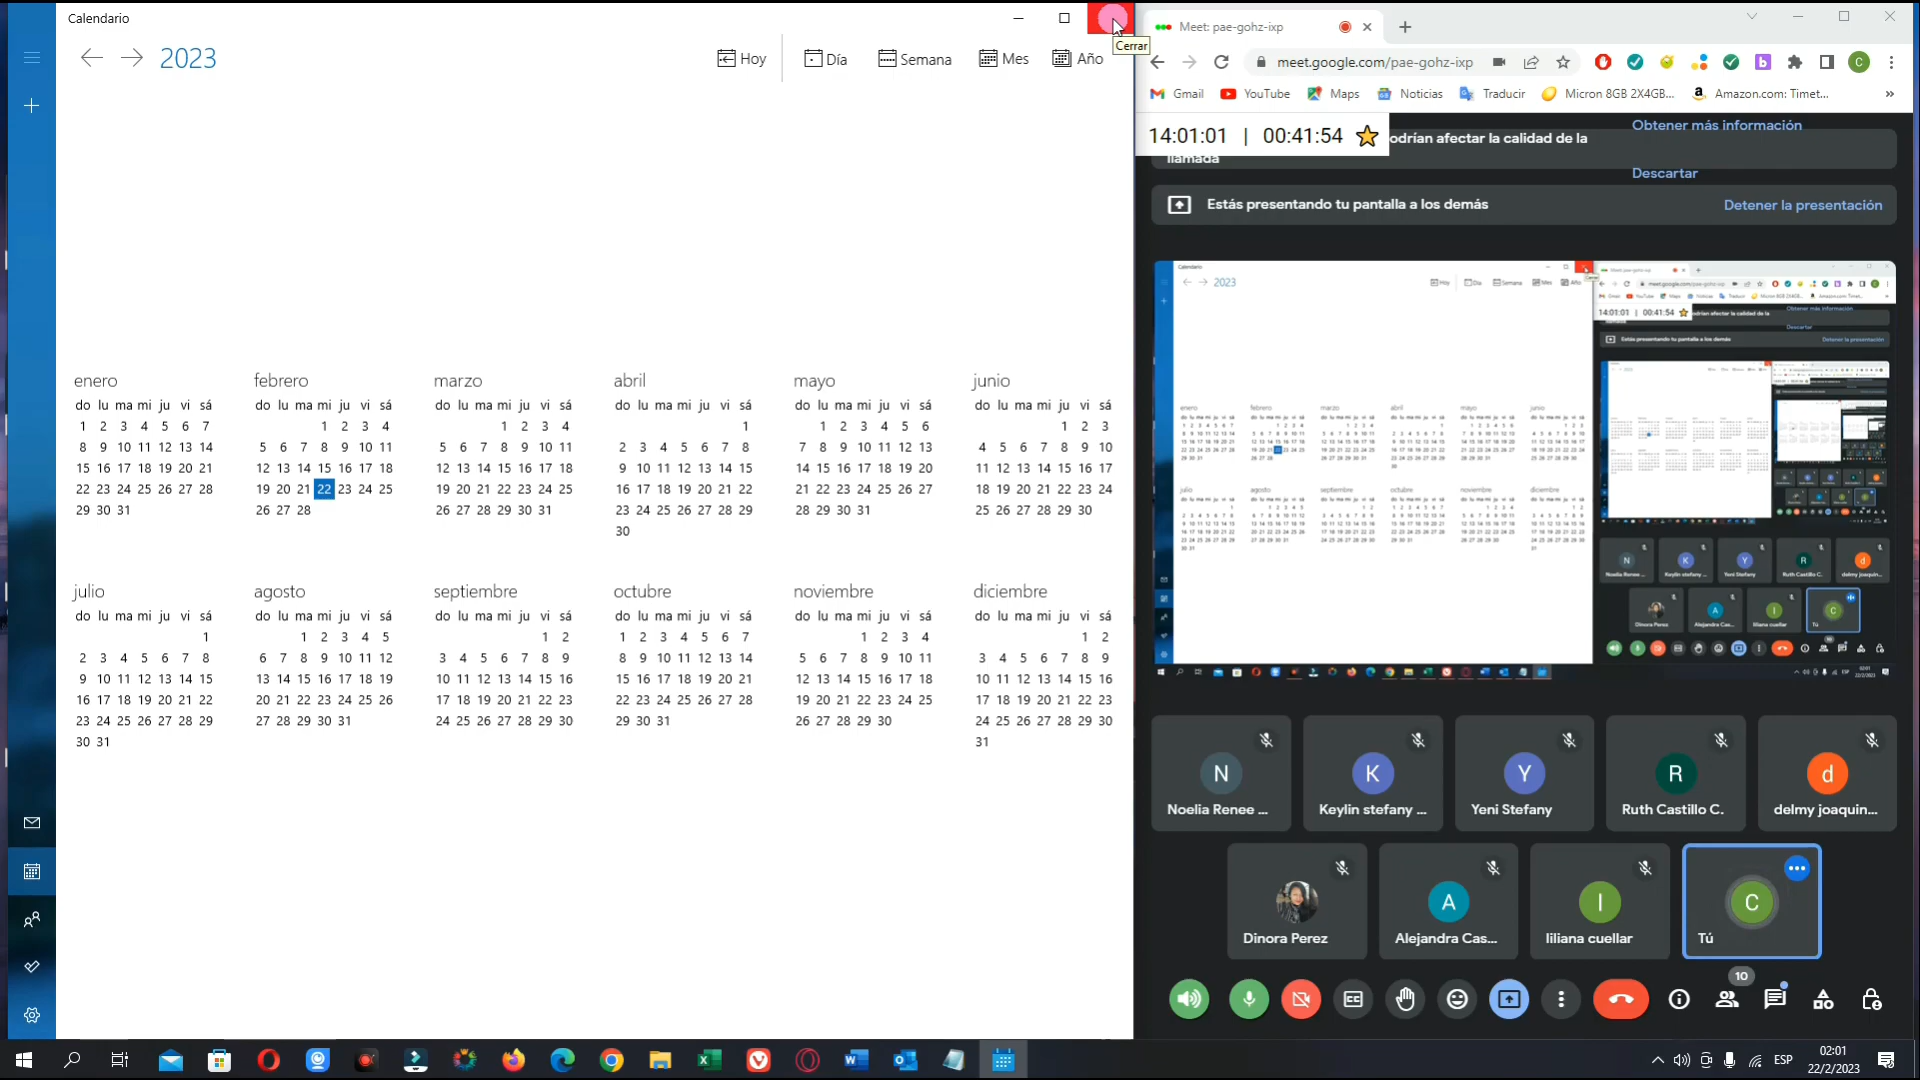 Calendario
2023
Hoy
Día
Semana
Mes
Año
Cerrar
enero
do lu ma mi ju vi sá
1 2 3 4 5 6 7
8 9 10 11 12 13 14
15 16 17 18 19 20 21
22 23 24 25 26 27 28
29 30 31
febrero
do lu ma mi ju vi sá
1 2 3 4
5 6 7 8 9 10 11
12 13 14 15 16 17 18
19 20 21 22 23 24 25
26 27 28
marzo
do lu ma mi ju vi sá
1 2 3 4
5 6 7 8 9 10 11
12 13 14 15 16 17 18
19 20 21 22 23 24 25
26 27 28 29 30 31
abril
do lu ma mi ju vi sá
1
2 3 4 5 6 7 8
9 10 11 12 13 14 15
16 17 18 19 20 21 22
23 24 25 26 27 28 29
30
mayo
do lu ma mi ju vi sá
1 2 3 4 5 6
7 8 9 10 11 12 13
14 15 16 17 18 19 20
21 22 23 24 25 26 27
28 29 30 31
junio
do lu ma mi ju vi sá
1 2 3
4 5 6 7 8 9 10
11 12 13 14 15 16 17
18 19 20 21 22 23 24
25 26 27 28 29 30
julio
do lu ma mi ju vi sá
1
2 3 4 5 6 7 8
9 10 11 12 13 14 15
16 17 18 19 20 21 22
23 24 25 26 27 28 29
30 31
agosto
do lu ma mi ju vi sá
1 2 3 4 5
6 7 8 9 10 11 12
13 14 15 16 17 18 19
20 21 22 23 24 25 26
27 28 29 30 31
septiembre
do lu ma mi ju vi sá
1 2
3 4 5 6 7 8 9
10 11 12 13 14 15 16
17 18 19 20 21 22 23
24 25 26 27 28 29 30
octubre
do lu ma mi ju vi sá
1 2 3 4 5 6 7
8 9 10 11 12 13 14
15 16 17 18 19 20 21
22 23 24 25 26 27 28
29 30 31
noviembre
do lu ma mi ju vi sá
1 2 3 4
5 6 7 8 9 10 11
12 13 14 15 16 17 18
19 20 21 22 23 24 25
26 27 28 29 30
diciembre
do lu ma mi ju vi sá
1 2
3 4 5 6 7 8 9
10 11 12 13 14 15 16
17 18 19 20 21 22 23
24 25 26 27 28 29 30
31
Meet: pae-gohz-ixp
meet.google.com/pae-gohz-ixp
C
Gmail
YouTube
Maps
Noticias
Traducir
Micron 8GB 2X4GB...
Amazon.com: Timet...
»
14:01:01 | 00:41:54
Obtener más información
odrían afectar la calidad de la
llamada
Descartar
Estás presentando tu pantalla a los demás
Detener la presentación
N
Noelia Renee ...
K
Keylin stefany ...
Y
Yeni Stefany
R
Ruth Castillo C.
d
delmy joaquin...
Dinora Perez
A
Alejandra Cas...
l
liliana cuellar
C
Tú
10
ESP
02:01
22/2/2023